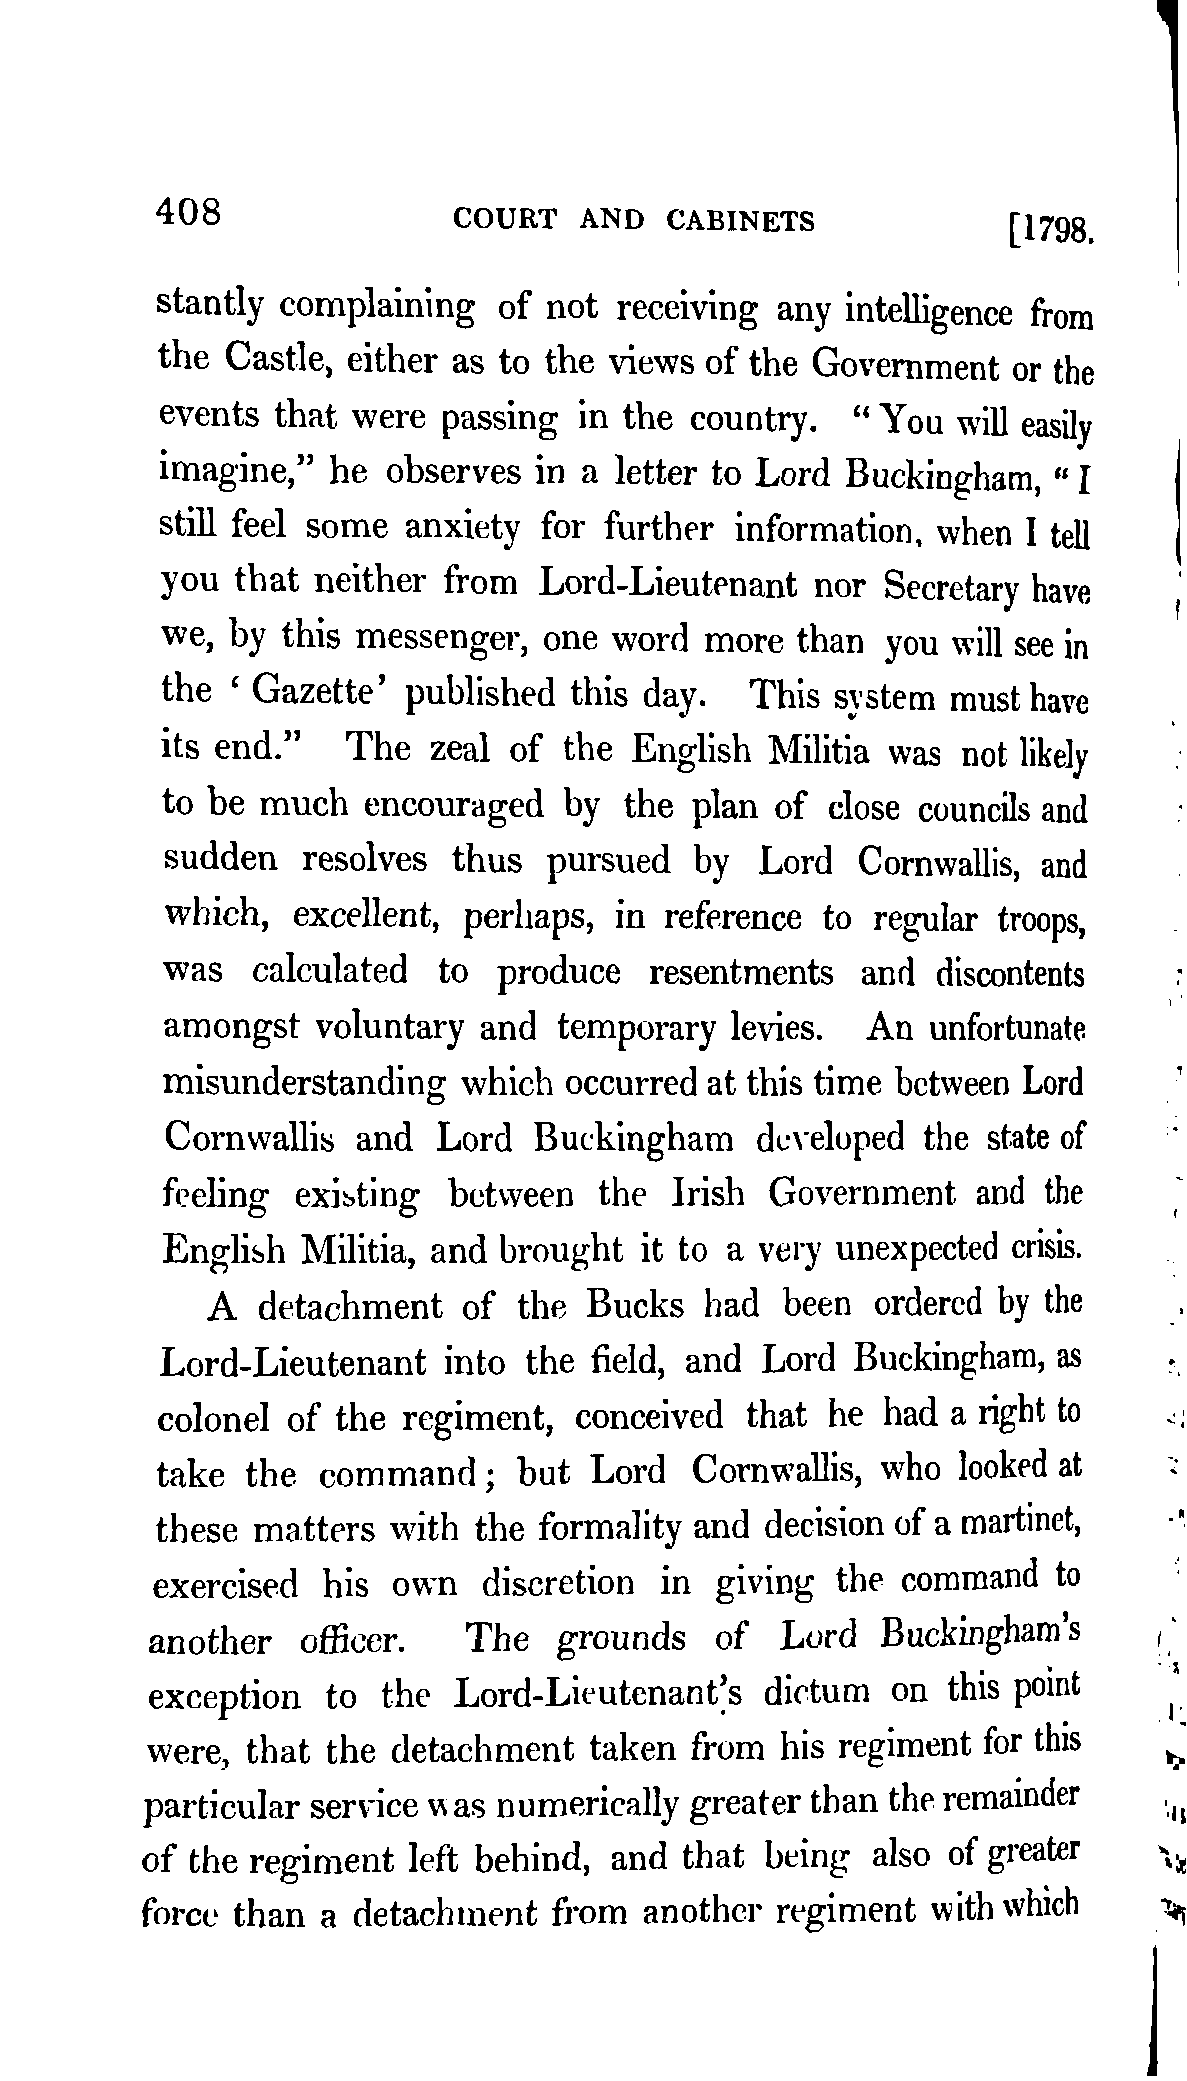 408 COURT AND CABINETS [1798.
stantly complaining of not receiving any intelligence from
the Castle, either as to the views of the Government or the
events that were passing in the country. “ You will easily
imagine,” he observes in a letter to Lord Buckingham, “ I
still feel some anxiety for further information, when I tell
you that neither from Lord-Lieutenant nor Secretary have
we, by this messenger, one word more than you will see in
the ‘ Gazette’ published this day. This system must have
its end.” The zeal of the English Militia was not likely
to be much encouraged by the plan of close councils and
sudden resolves thus pursued by Lord Cornwallis, and
which, excellent, perhaps, in reference to regular troops,
was calculated to produce resentments and discontents
amongst voluntary and temporary levies. An unfortunate
misunderstanding which occurred at this time between Lord
Cornwallis and Lord Buckingham developed the state of
feeling existing between the Irish Government and the
English Militia, and brought it to a very unexpected crisis.
A detachment of the Bucks had been ordered by the
Lord-Lieutenant into the field, and Lord Buckingham, as
colonel of the regiment, conceived that he had a right to
take the command ; but Lord Cornwallis, who looked at
these matters with the formality and decision of a martinet,
exercised his own discretion in giving the command to
another officer. The grounds of Lord Buckingham’s
exception to the Lord-Lieutenant’s dictum on this point
were, that the detachment taken from his regiment for this
particular service was numerically greater than the remainder
of the regiment left behind, and that being also of greater
force than a detachment from another regiment with which